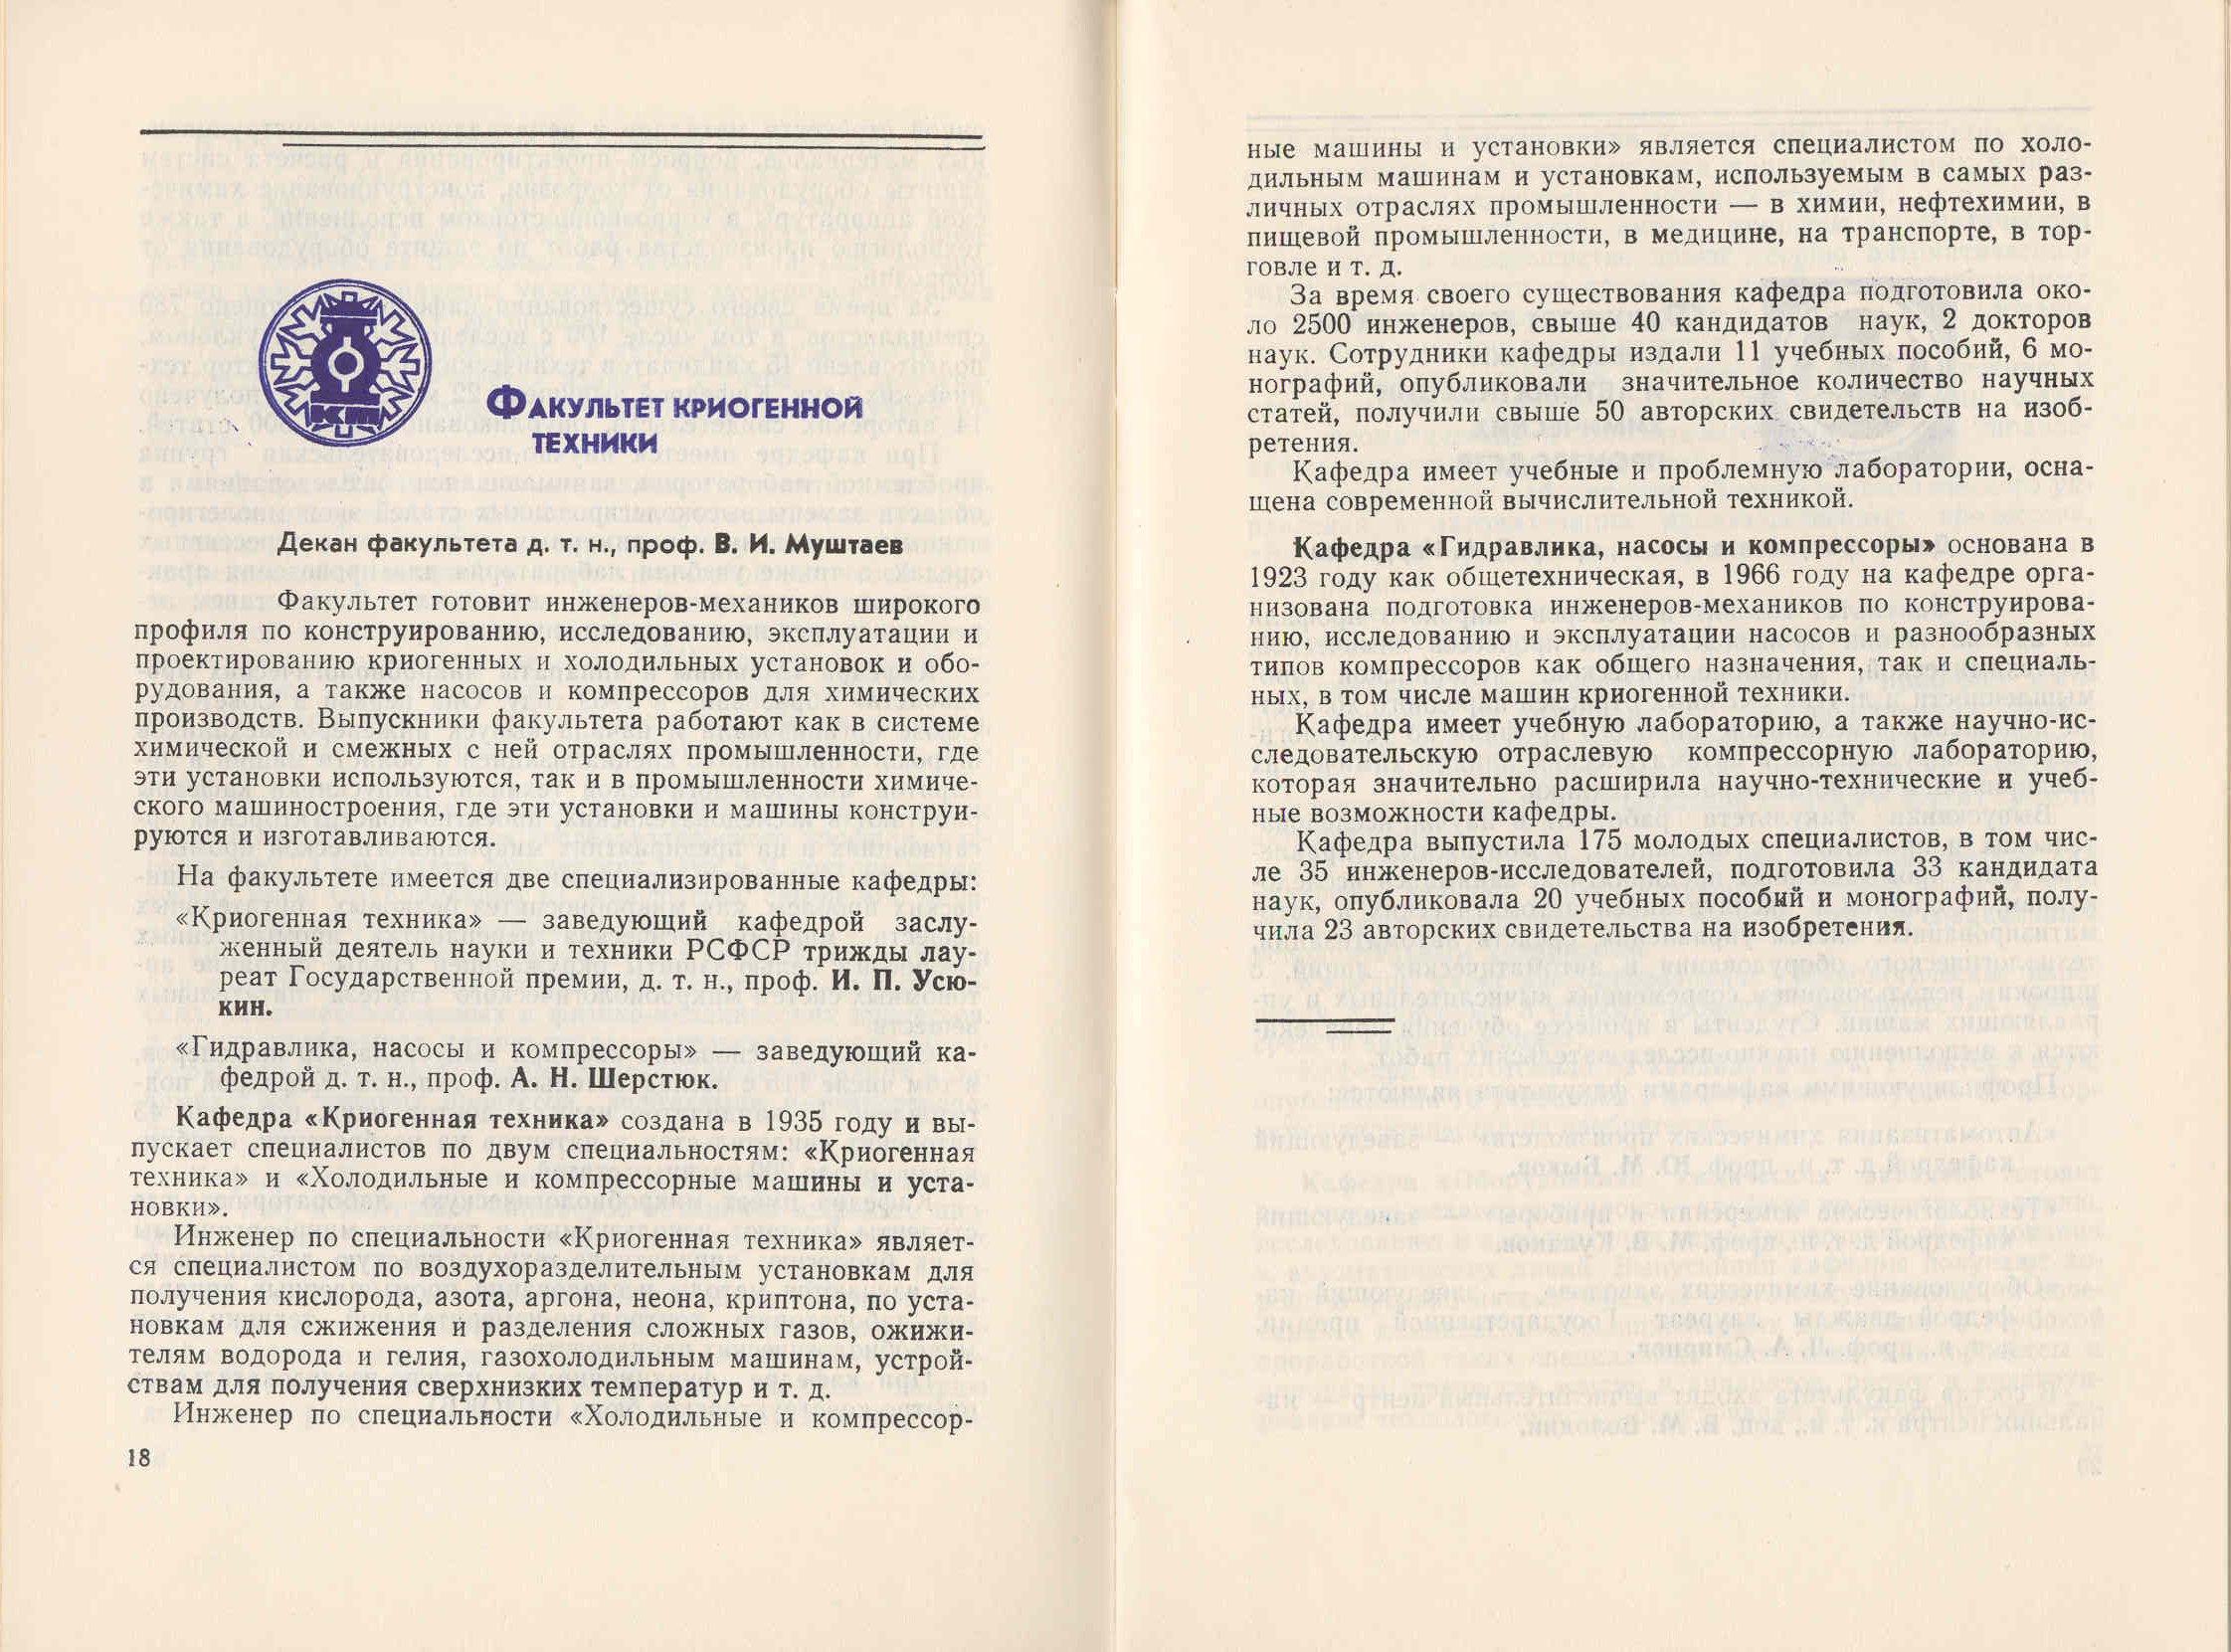 КМ
ФАКУЛЬТЕТ КРИОГЕННОЙ
ТЕХНИКИ
Декан факультета д. т. н., проф. В. И. Муштаев
Факультет готовит инженеров-механиков широкого
профиля по конструированию, исследованию, эксплуатации и
проектированию криогенных и холодильных установок и обо-
рудования, а также насосов и компрессоров для химических
производств. Выпускники факультета работают как в системе
химической и смежных с ней отраслях промышленности, где
эти установки используются, так и в промышленности химиче-
ского машиностроения, где эти установки и машины конструи-
руются и изготавливаются.
На факультете имеется две специализированные кафедры:
«Криогенная техника» — заведующий кафедрой заслу-
женный деятель науки и техники РСФСР трижды лау-
реат Государственной премии, д. т. н., проф. И. П. Усю-
кин.
«Гидравлика, насосы и компрессоры» — заведующий ка-
федрой д. т. н., проф. А. Н. Шерстюк.
Кафедра «Криогенная техника» создана в 1935 году и вы-
пускает специалистов по двум специальностям: «Криогенная
техника» и «Холодильные и компрессорные машины и уста-
новки».
Инженер по специальности «Криогенная техника» являет-
ся специалистом по воздухоразделительным установкам для
получения кислорода, азота, аргона, неона, криптона, по уста-
новкам для сжижения и разделения сложных газов, ожижи-
телям водорода и гелия, газохолодильным машинам, устрой-
ствам для получения сверхнизких температур и т. д.
Инженер по специальности «Холодильные и компрессор-
18
ные машины и установки» является специалистом по холо-
дильным машинам и установкам, используемым в самых раз-
личных отраслях промышленности — в химии, нефтехимии, в
пищевой промышленности, в медицине, на транспорте, в тор-
говле и т. д.
За время своего существования кафедра подготовила око-
ло 2500 инженеров, свыше 40 кандидатов наук, 2 докторов
наук. Сотрудники кафедры издали 11 учебных пособий, 6 мо-
нографий, опубликовали значительное количество научных
статей, получили свыше 50 авторских свидетельств на изоб-
ретения.
Кафедра имеет учебные и проблемную лаборатории, осна-
щена современной вычислительной техникой.
Кафедра «Гидравлика, насосы и компрессоры» основана в
1923 году как общетехническая, в 1966 году на кафедре орга-
низована подготовка инженеров-механиков по конструирова-
нию, исследованию и эксплуатации насосов и разнообразных
типов компрессоров как общего назначения, так и специаль-
ных, в том числе машин криогенной техники.
Кафедра имеет учебную лабораторию, а также научно-ис-
следовательскую отраслевую компрессорную лабораторию,
которая значительно расширила научно-технические и учеб-
ные возможности кафедры.
Кафедра выпустила 175 молодых специалистов, в том чис-
ле 35 инженеров-исследователей, подготовила 33 кандидата
наук, опубликовала 20 учебных пособий и монографий, полу-
чила 23 авторских свидетельства на изобретения.